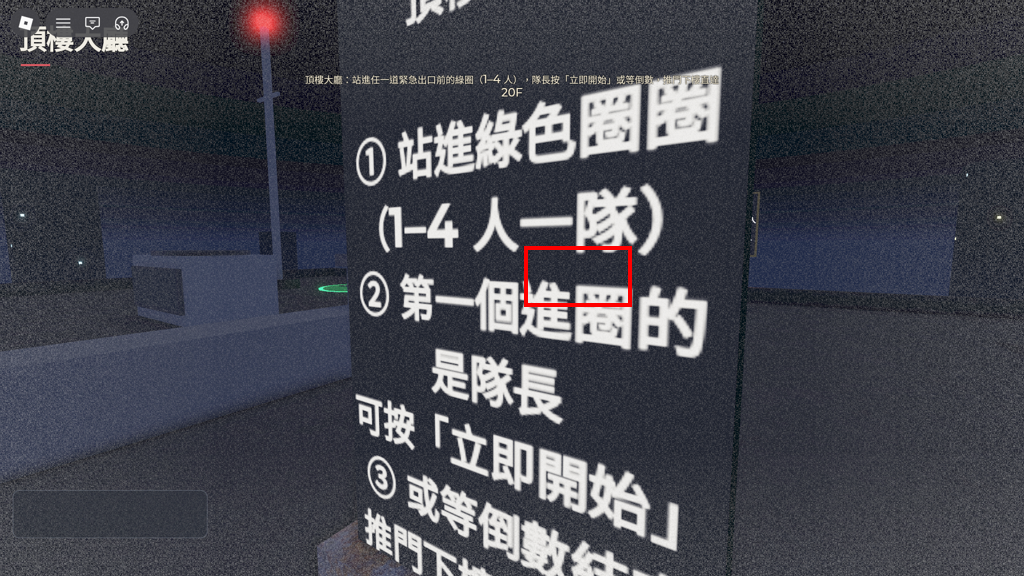 頂樓大廳
頂樓大廳：站進任一道緊急出口前的綠圈（1–4 人），隊長按「立即開始」或等倒數
20F
① 站進綠色圈圈
（1–4 人一隊）
② 第一個進圈的
是隊長
可按「立即開始」
③ 或等倒數結
推門下